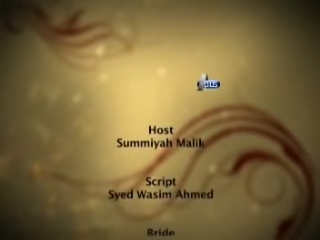 Host
Summiyah Malik
Script
Syed Wasim Ahmed
Bride